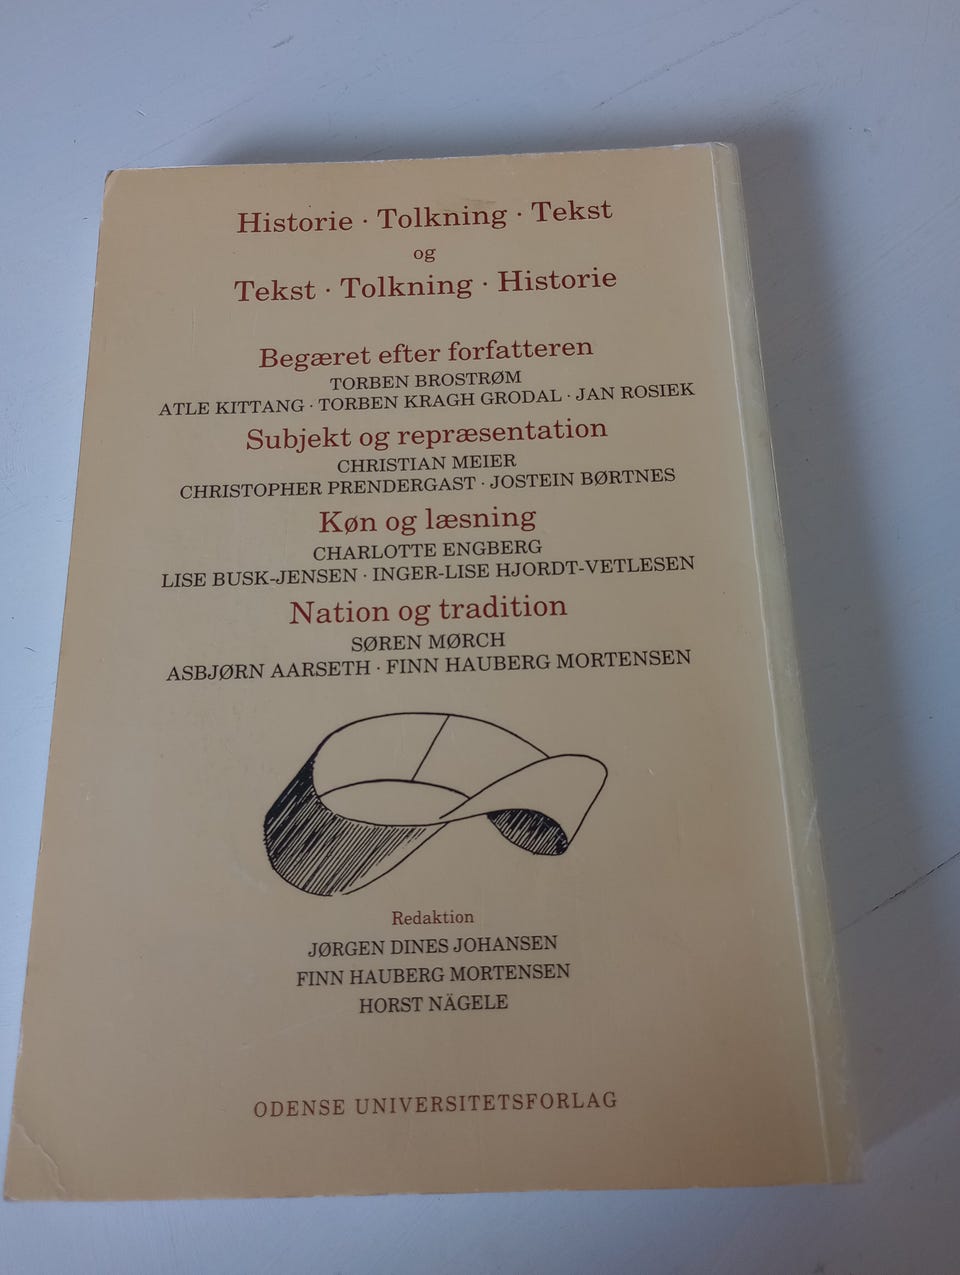 Historie · Tolkning · Tekst
og
Tekst · Tolkning · Historie
Begæret efter forfatteren
TORBEN BROSTRØM
ATLE KITTANG · TORBEN KRAGH GRODAL · JAN ROSIEK
Subjekt og repræsentation
CHRISTIAN MEIER
CHRISTOPHER PRENDERGAST · JOSTEIN BØRTNES
Køn og læsning
CHARLOTTE ENGBERG
LISE BUSK-JENSEN · INGER-LISE HJORDT-VETLESEN
Nation og tradition
SØREN MØRCH
ASBJØRN AARSETH · FINN HAUBERG MORTENSEN
Redaktion
JØRGEN DINES JOHANSEN
FINN HAUBERG MORTENSEN
HORST NÄGELE
ODENSE UNIVERSITETSFORLAG